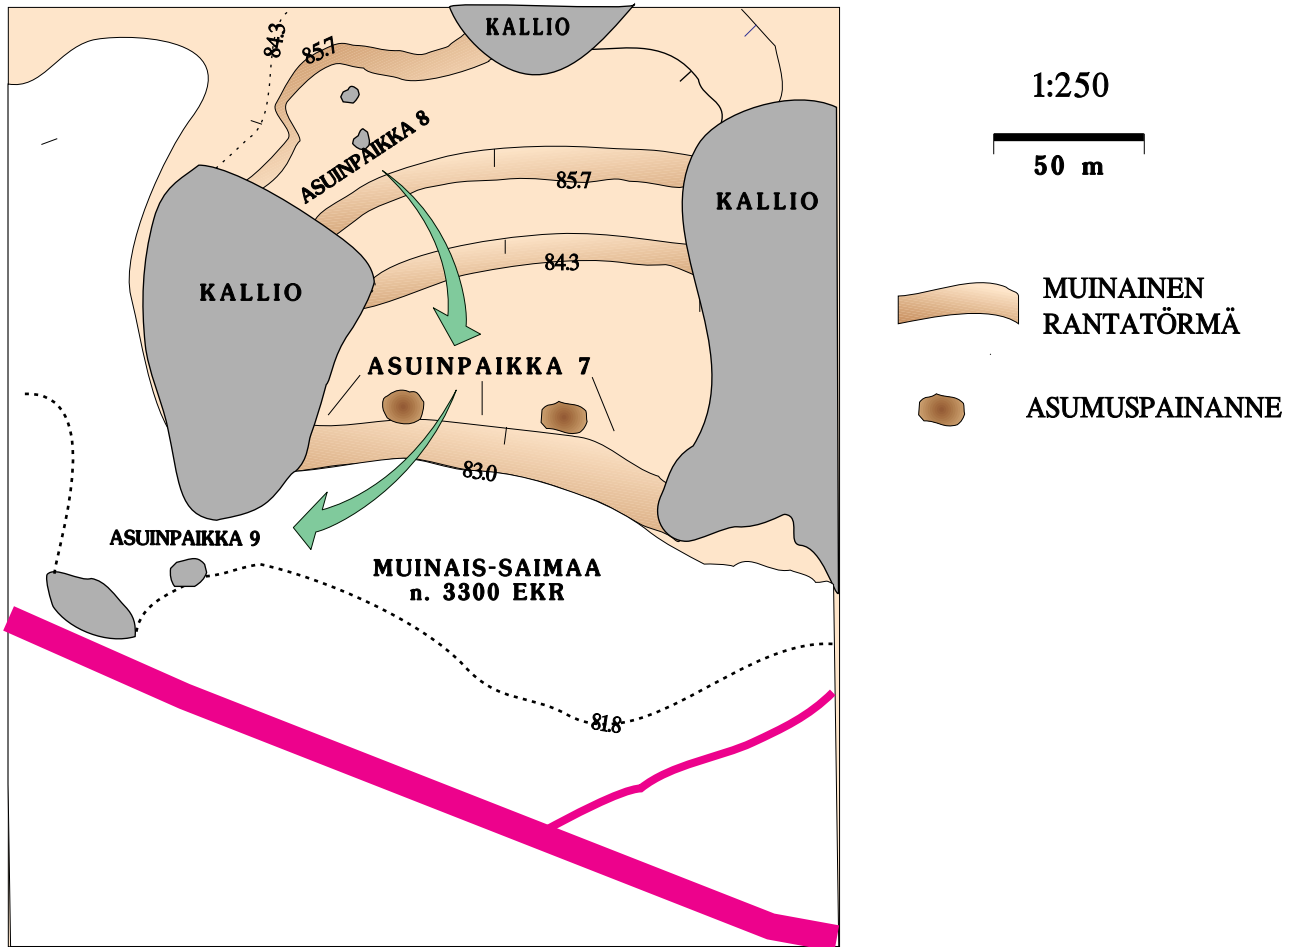 KALLIO
84.3
85.7
ASUINPAIKKA 8
85.7
KALLIO
84.3
KALLIO
ASUINPAIKKA 7
83.0
ASUINPAIKKA 9
MUINAIS-SAIMAA
n. 3300 EKR
81.8
1:250
50 m
MUINAINEN
RANTATÖRMÄ
ASUMUSPAINANNE